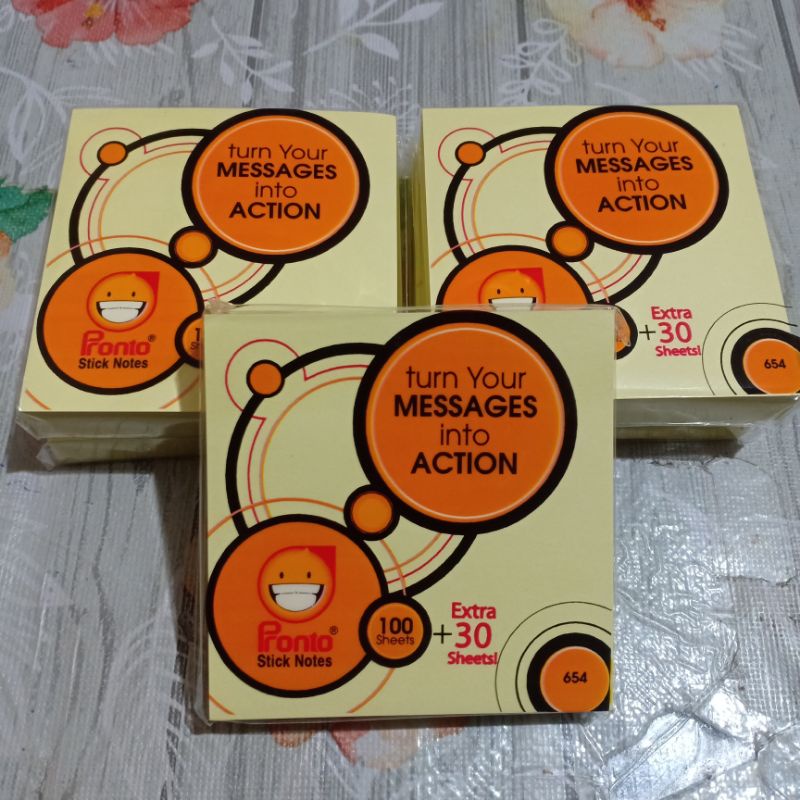 turn Your
MESSAGES
into
ACTION
Pronto®
Stick Notes
turn Your
MESSAGES
into
ACTION
+30
Extra
Sheets!
654
turn Your
MESSAGES
into
ACTION
Pronto®
Stick Notes
100
Sheets
+30
Extra
Sheets!
654